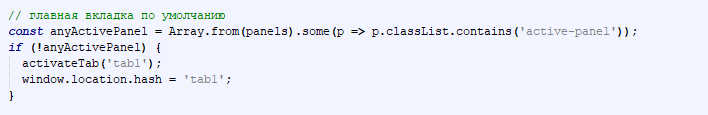 // главная вкладка по умолчанию
const anyActivePanel = Array.from(panels).some(p => p.classList.contains('active-panel'));
if (!anyActivePanel) {
  activateTab('tab1');
  window.location.hash = 'tab1';
}